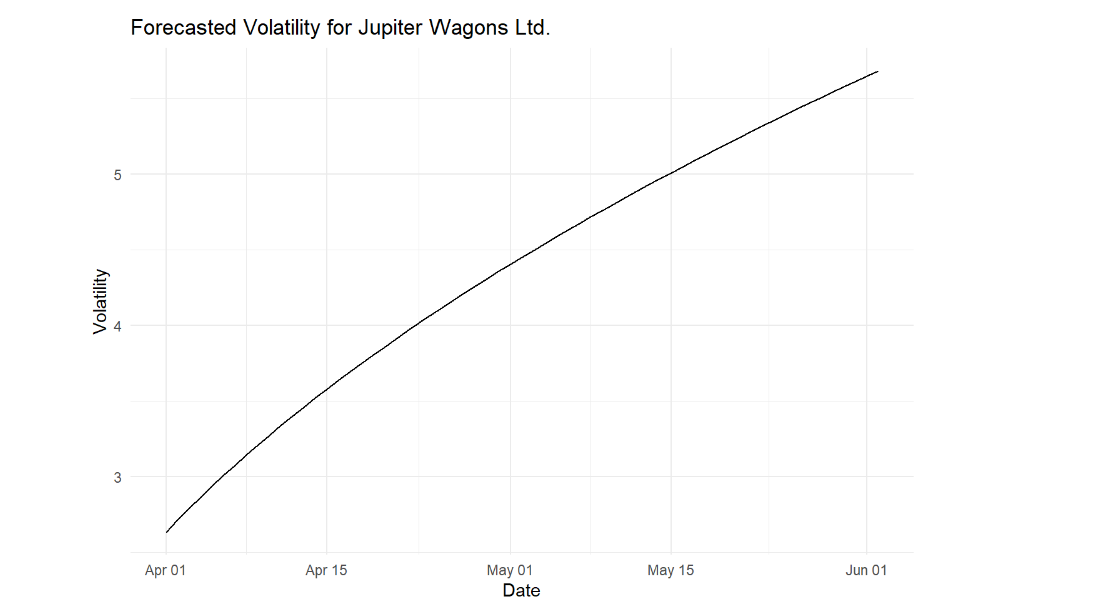 Forecasted Volatility for Jupiter Wagons Ltd.
Volatility
5
4
3
Apr 01 Apr 15 May 01 May 15 Jun 01
Date